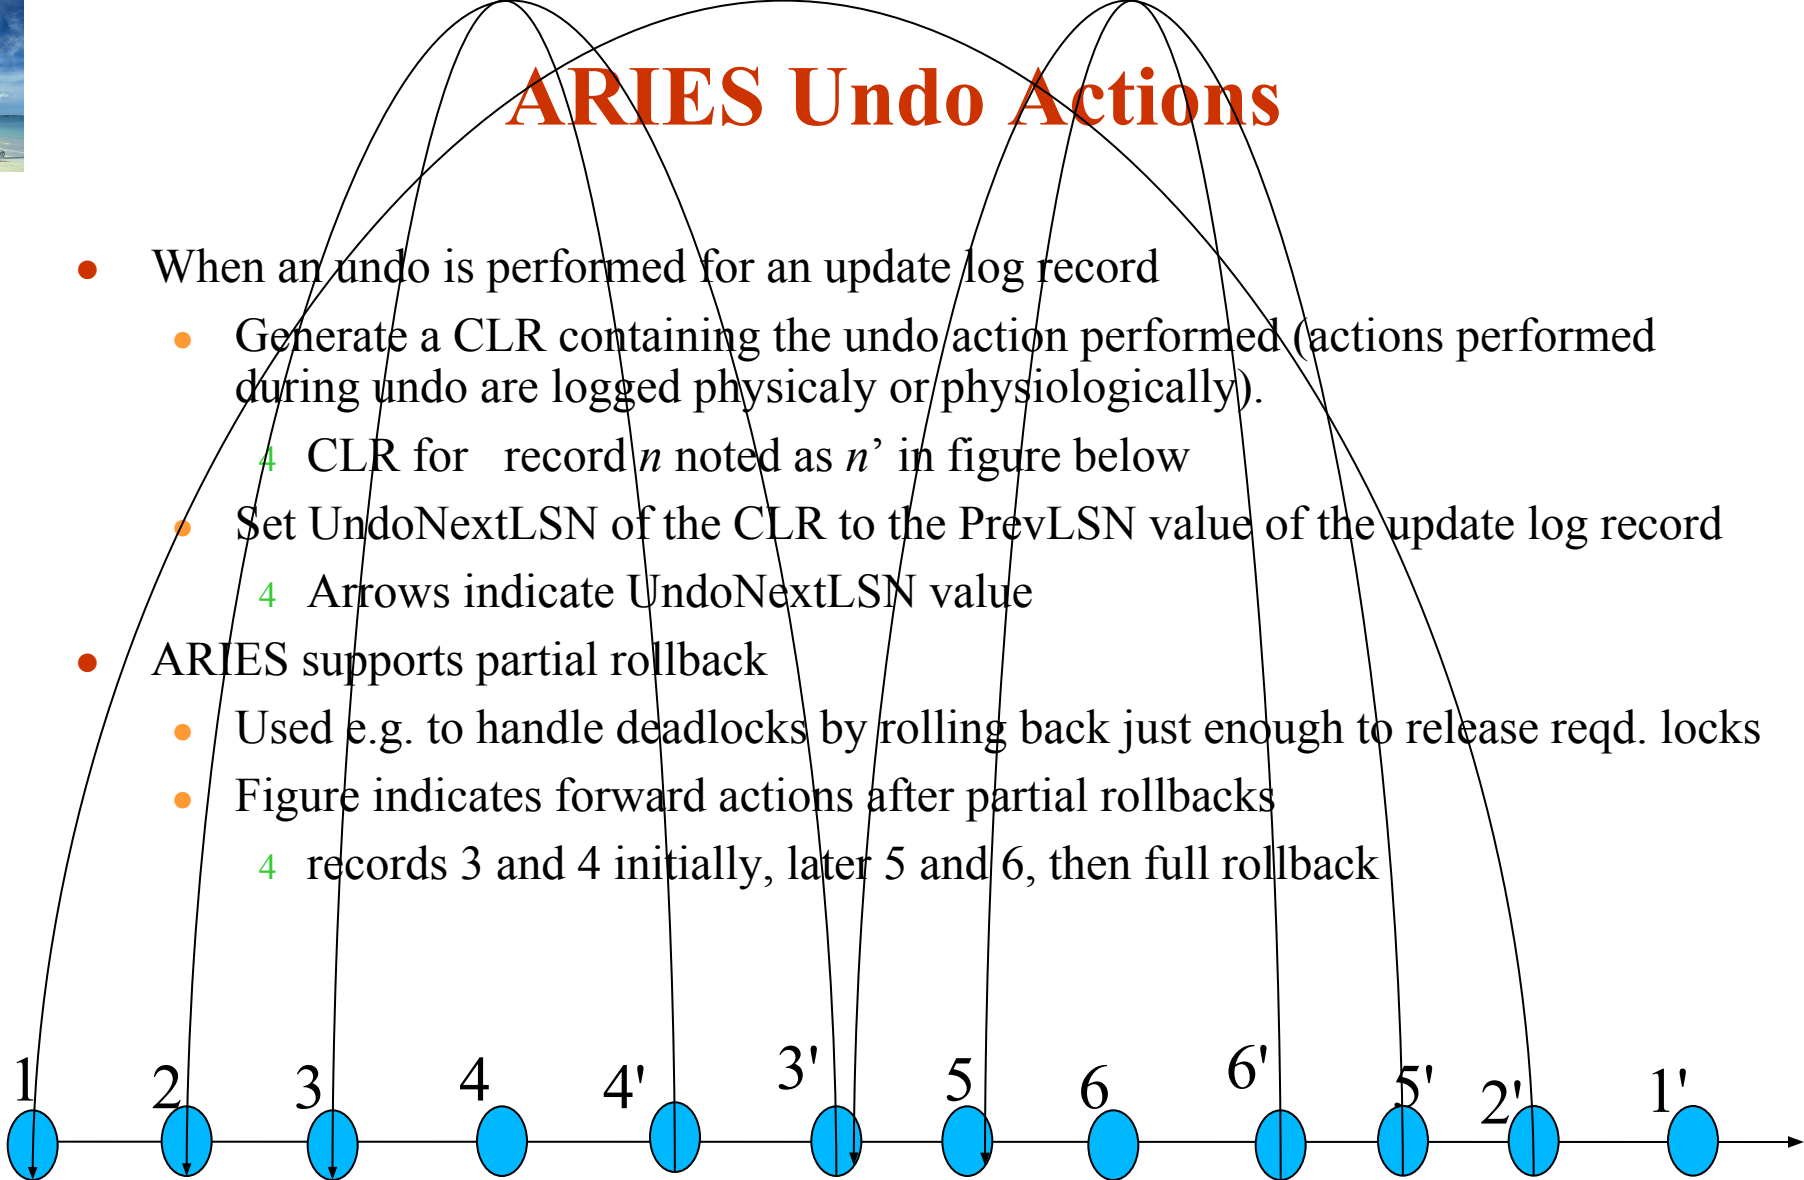 ARIES Undo Actions
When an undo is performed for an update log record
Generate a CLR containing the undo action performed (actions performed
during undo are logged physicaly or physiologically).
4 CLR for record n noted as n’ in figure below
Set UndoNextLSN of the CLR to the PrevLSN value of the update log record
4 Arrows indicate UndoNextLSN value
ARIES supports partial rollback
Used e.g. to handle deadlocks by rolling back just enough to release reqd. locks
Figure indicates forward actions after partial rollbacks
4 records 3 and 4 initially, later 5 and 6, then full rollback
1 2 3 4 4' 3' 5 6 6' 5' 2' 1'